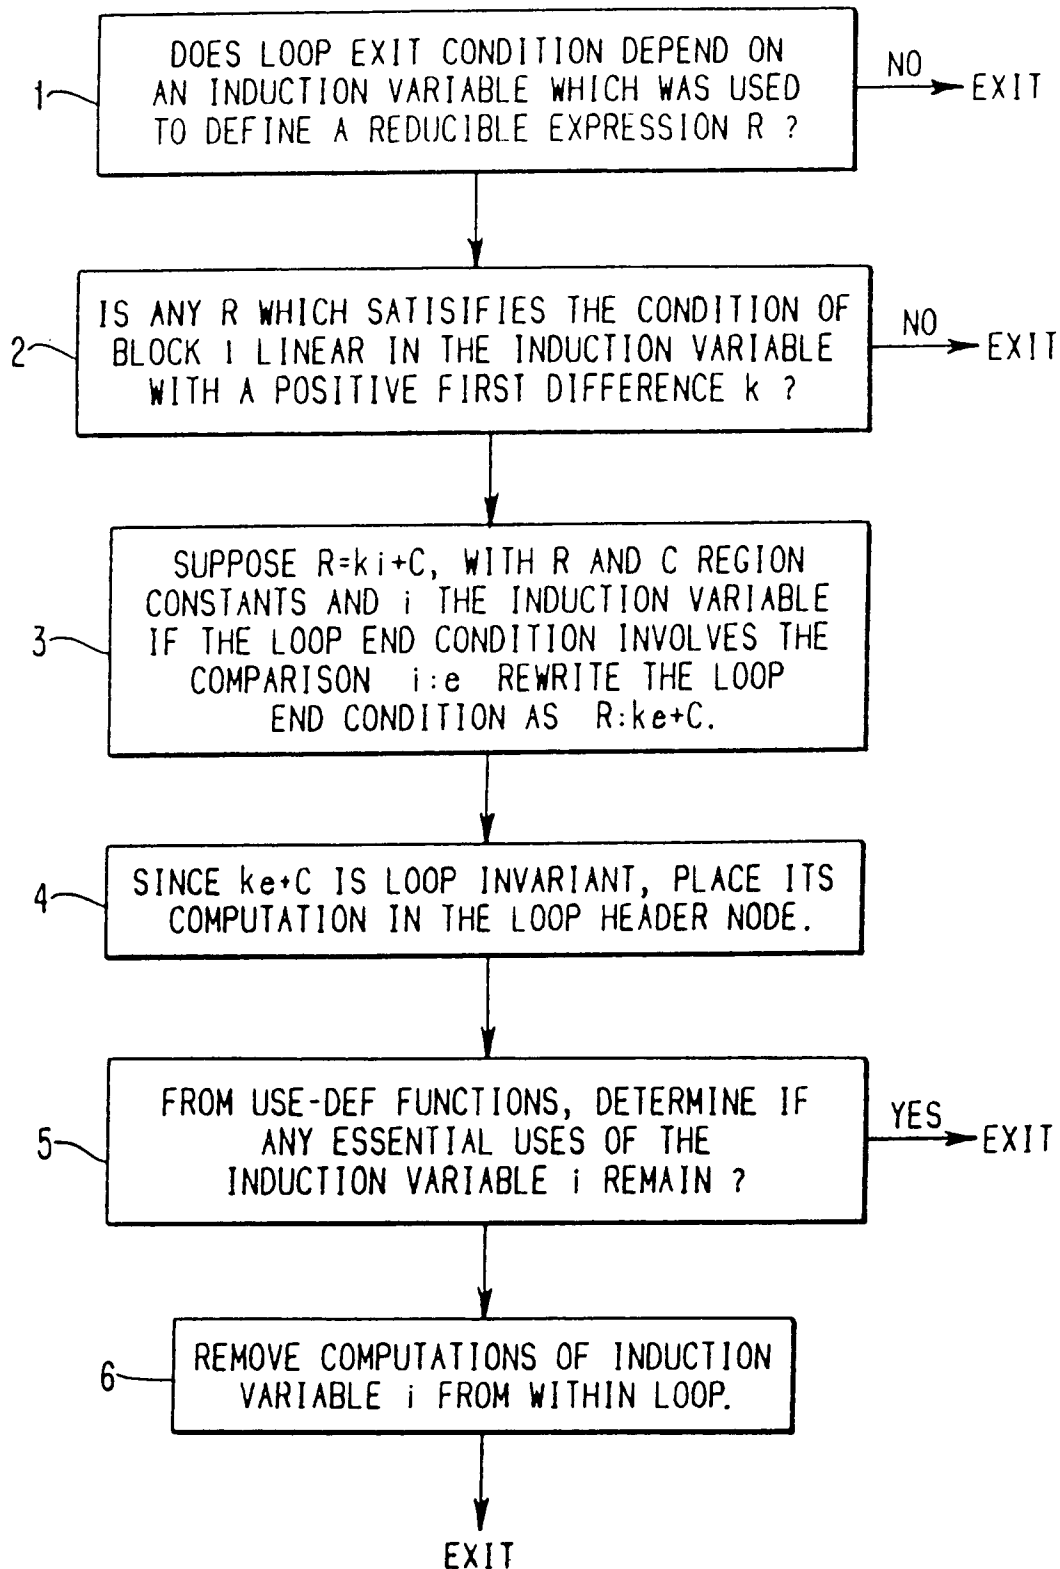 DOES LOOP EXIT CONDITION DEPEND ON
AN INDUCTION VARIABLE WHICH WAS USED
TO DEFINE A REDUCIBLE EXPRESSION R ?
1
NO
EXIT
IS ANY R WHICH SATISIFIES THE CONDITION OF
BLOCK 1 LINEAR IN THE INDUCTION VARIABLE
WITH A POSITIVE FIRST DIFFERENCE k ?
2
NO
EXIT
SUPPOSE R=ki+C, WITH R AND C REGION
CONSTANTS AND i THE INDUCTION VARIABLE
IF THE LOOP END CONDITION INVOLVES THE
COMPARISON i:e REWRITE THE LOOP
END CONDITION AS R:ke+C.
3
SINCE ke+C IS LOOP INVARIANT, PLACE ITS
COMPUTATION IN THE LOOP HEADER NODE.
4
FROM USE-DEF FUNCTIONS, DETERMINE IF
ANY ESSENTIAL USES OF THE
INDUCTION VARIABLE i REMAIN ?
5
YES
EXIT
REMOVE COMPUTATIONS OF INDUCTION
VARIABLE i FROM WITHIN LOOP.
6
EXIT